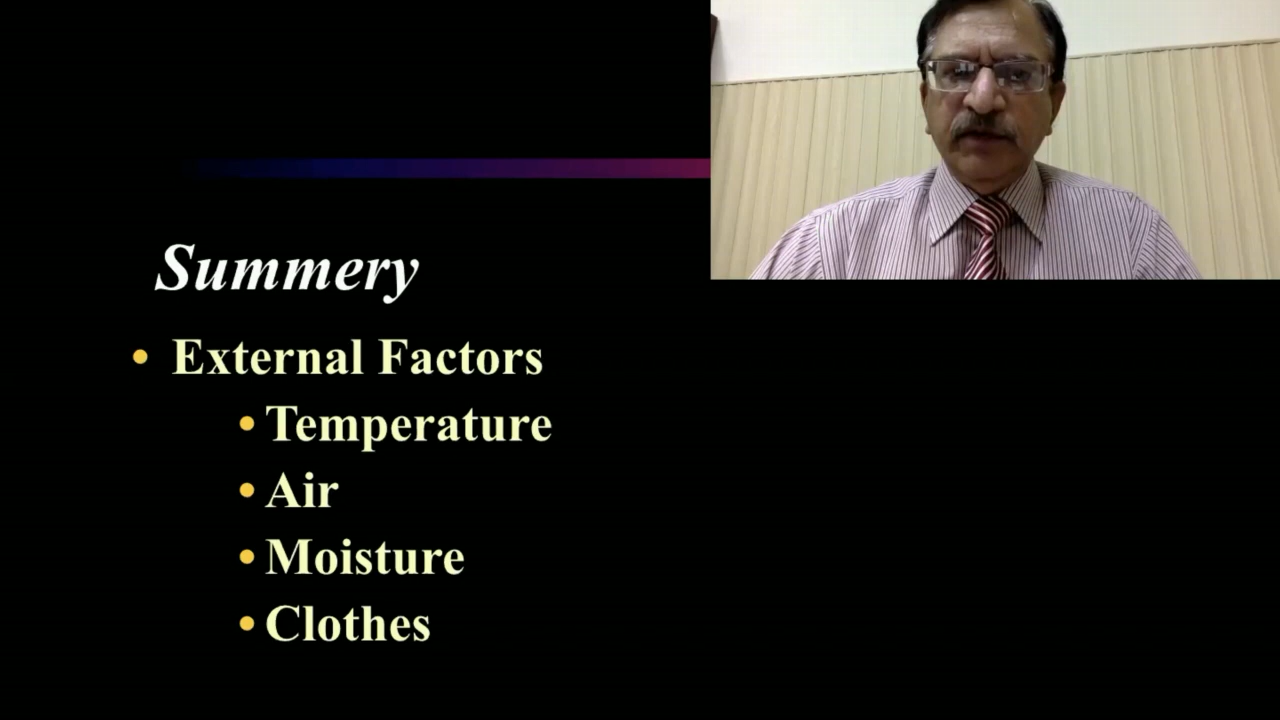 Summery
• External Factors
• Temperature
• Air
• Moisture
• Clothes